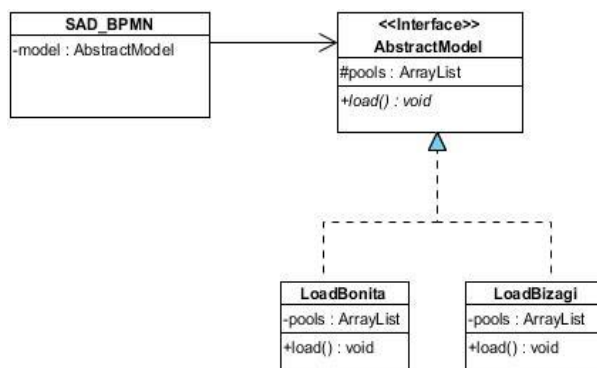 SAD_BPMN
-model : AbstractModel
<<Interface>>
AbstractModel
#pools : ArrayList
+load() : void
LoadBonita
-pools : ArrayList
+load() : void
LoadBizagi
-pools : ArrayList
+load() : void